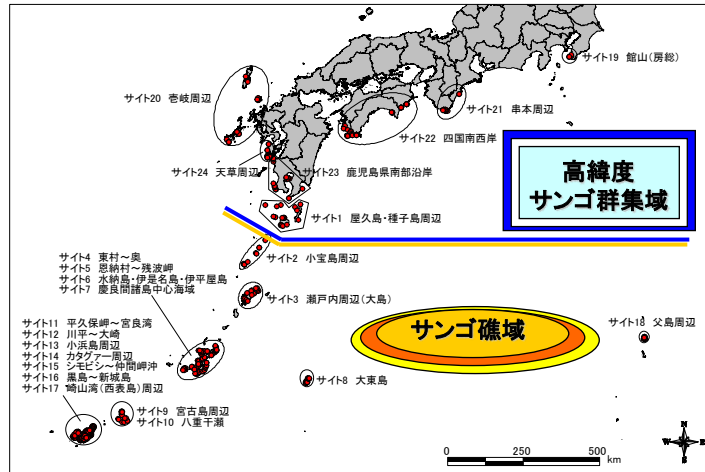 サイト19 館山(房総)
サイト20 壱岐周辺
サイト21 串本周辺
サイト22 四国南西岸
サイト24 天草周辺
サイト23 鹿児島県南部沿岸
高緯度
サンゴ群集域
サイト1 屋久島・種子島周辺
サイト2 小宝島周辺
サイト4 東村～奥
サイト5 恩納村～残波岬
サイト6 水納島・伊是名島・伊平屋島
サイト7 慶良間諸島中心海域
サイト3 瀬戸内周辺(大島)
サンゴ礁域
サイト18 父島周辺
サイト11 平久保岬～宮良湾
サイト12 川平～大崎
サイト13 小浜島周辺
サイト14 カタグァー周辺
サイト15 シモビシ～仲間岬沖
サイト16 黒島～新城島
サイト17 崎山湾(西表島)周辺
サイト8 大東島
サイト9 宮古島周辺
サイト10 八重干瀬
N
W E
S
0 250 500
km